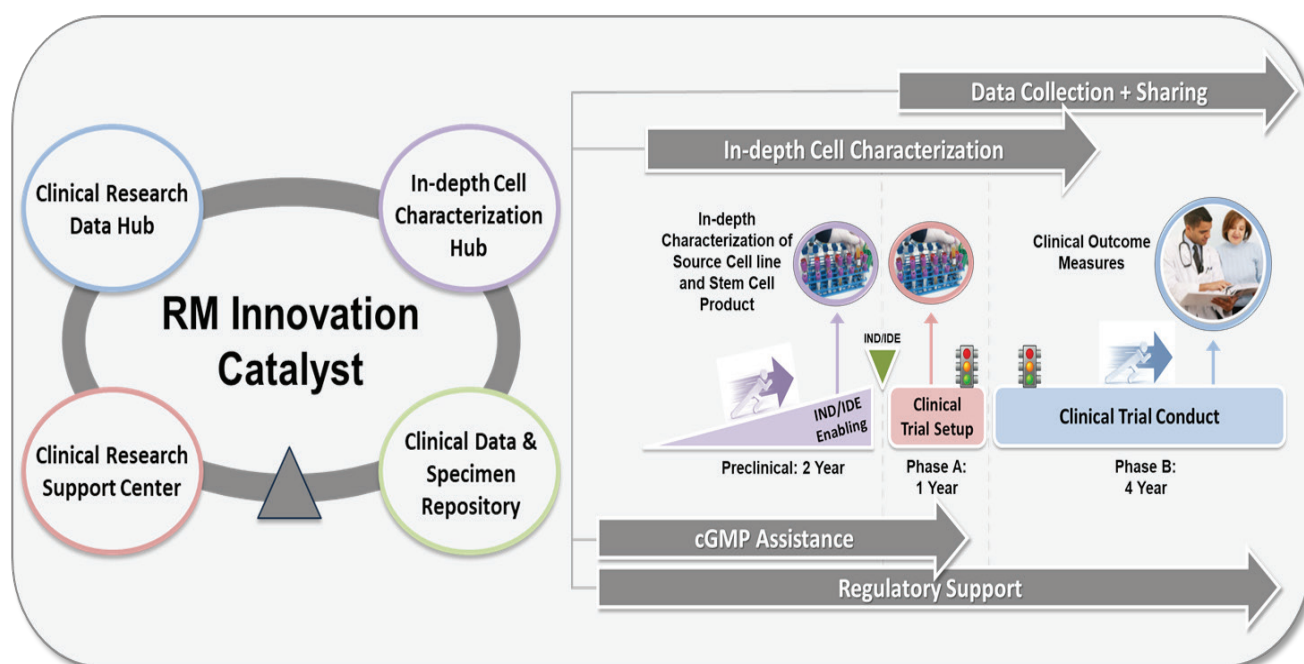 Clinical Research
Data Hub
In-depth Cell
Characterization
Hub
RM Innovation
Catalyst
Clinical Research
Support Center
Clinical Data &
Specimen
Repository
Data Collection + Sharing
In-depth Cell Characterization
In-depth
Characterization of
Source Cell line
and Stem Cell
Product
Clinical Outcome
Measures
IND/IDE
IND/IDE
Enabling
Clinical
Trial Setup
Clinical Trial Conduct
Preclinical: 2 Year
Phase A:
1 Year
Phase B:
4 Year
cGMP Assistance
Regulatory Support